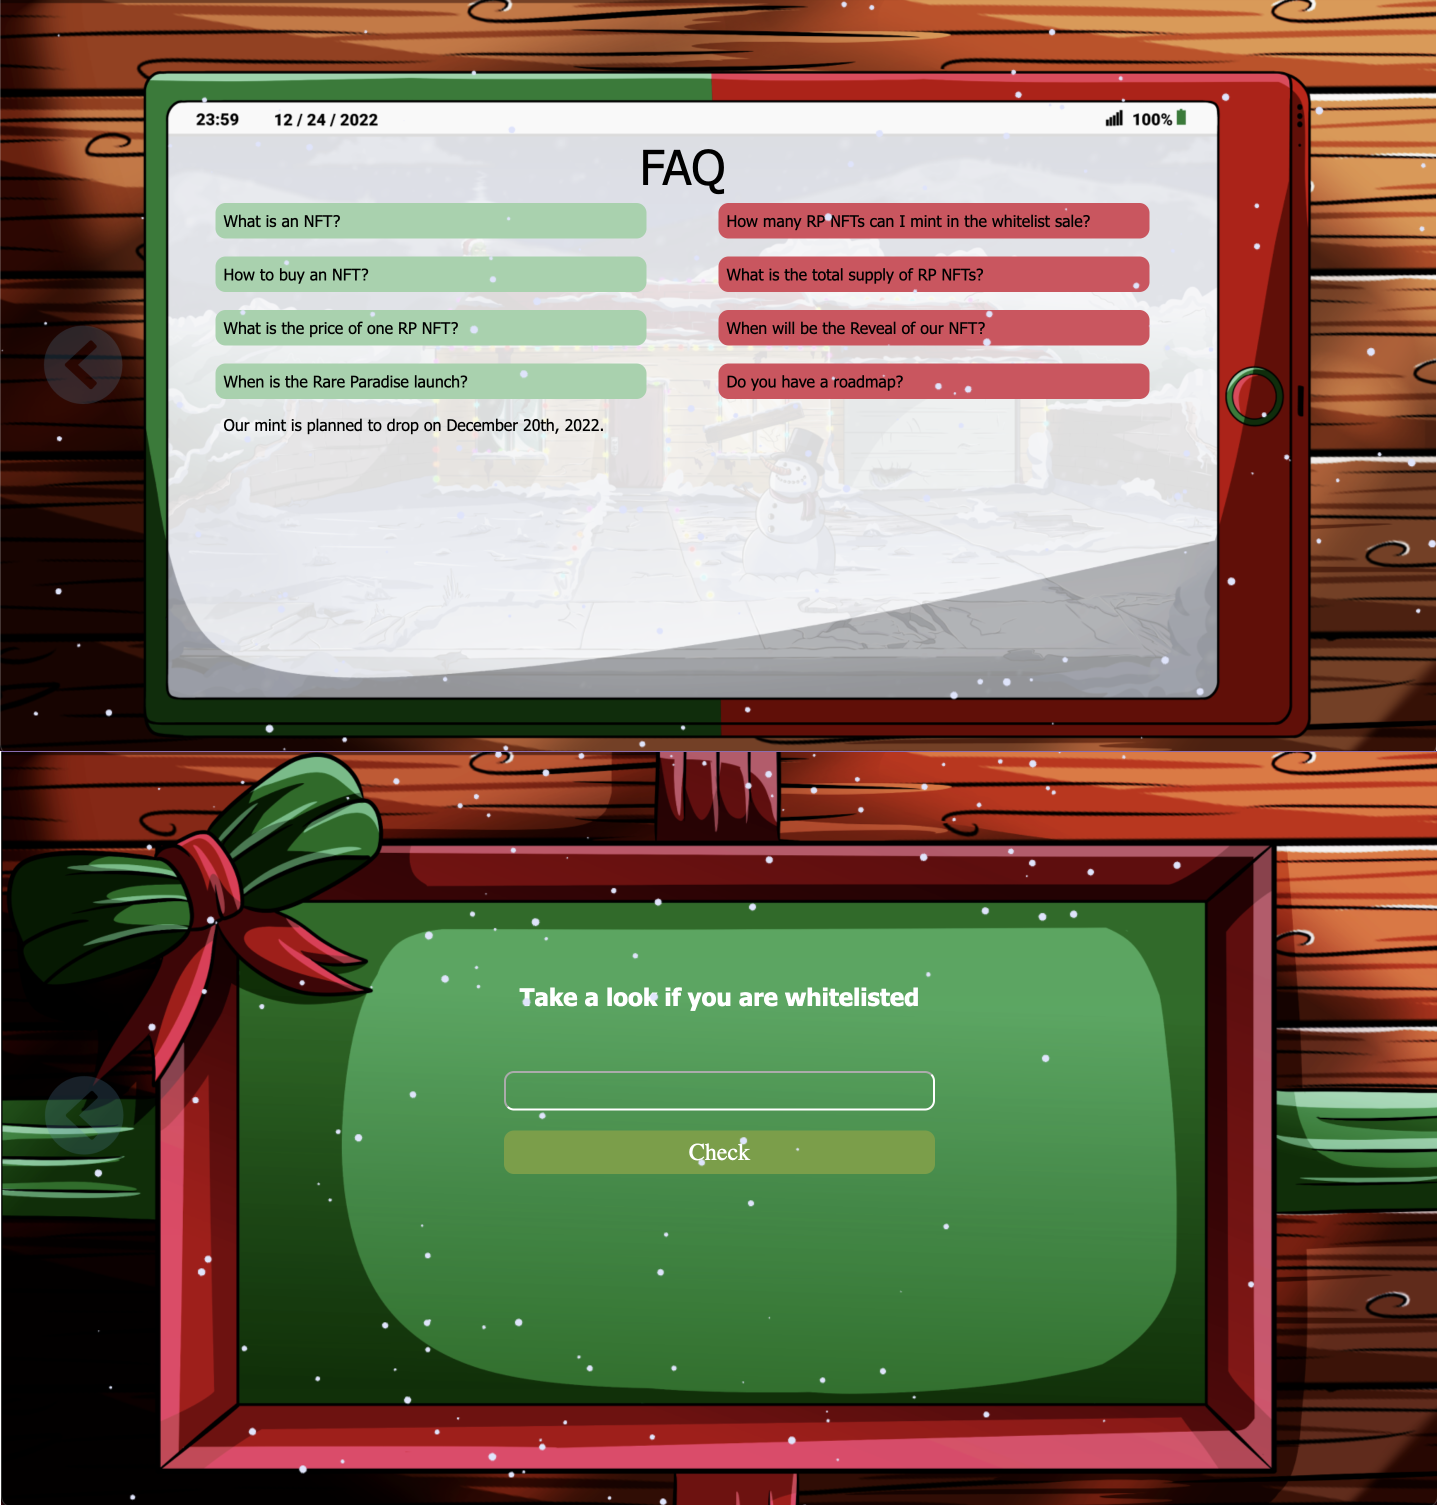 23:59 12 / 24 / 2022 100%
FAQ
What is an NFT?
How to buy an NFT?
What is the price of one RP NFT?
When is the Rare Paradise launch?
Our mint is planned to drop on December 20th, 2022.
How many RP NFTs can I mint in the whitelist sale?
What is the total supply of RP NFTs?
When will be the Reveal of our NFT?
Do you have a roadmap?
Take a look if you are whitelisted
Check